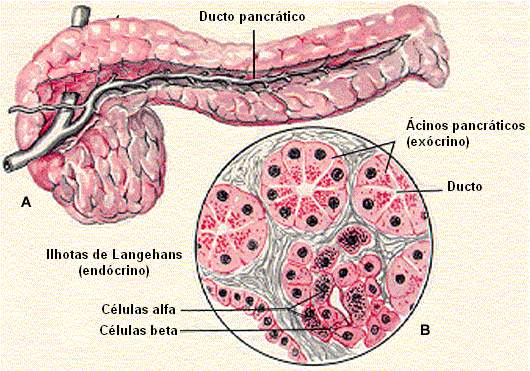 Ducto pancrático
A
Ácinos pancráticos
(exócrino)
Ducto
Ilhotas de Langehans
(endócrino)
Células alfa
Células beta
B